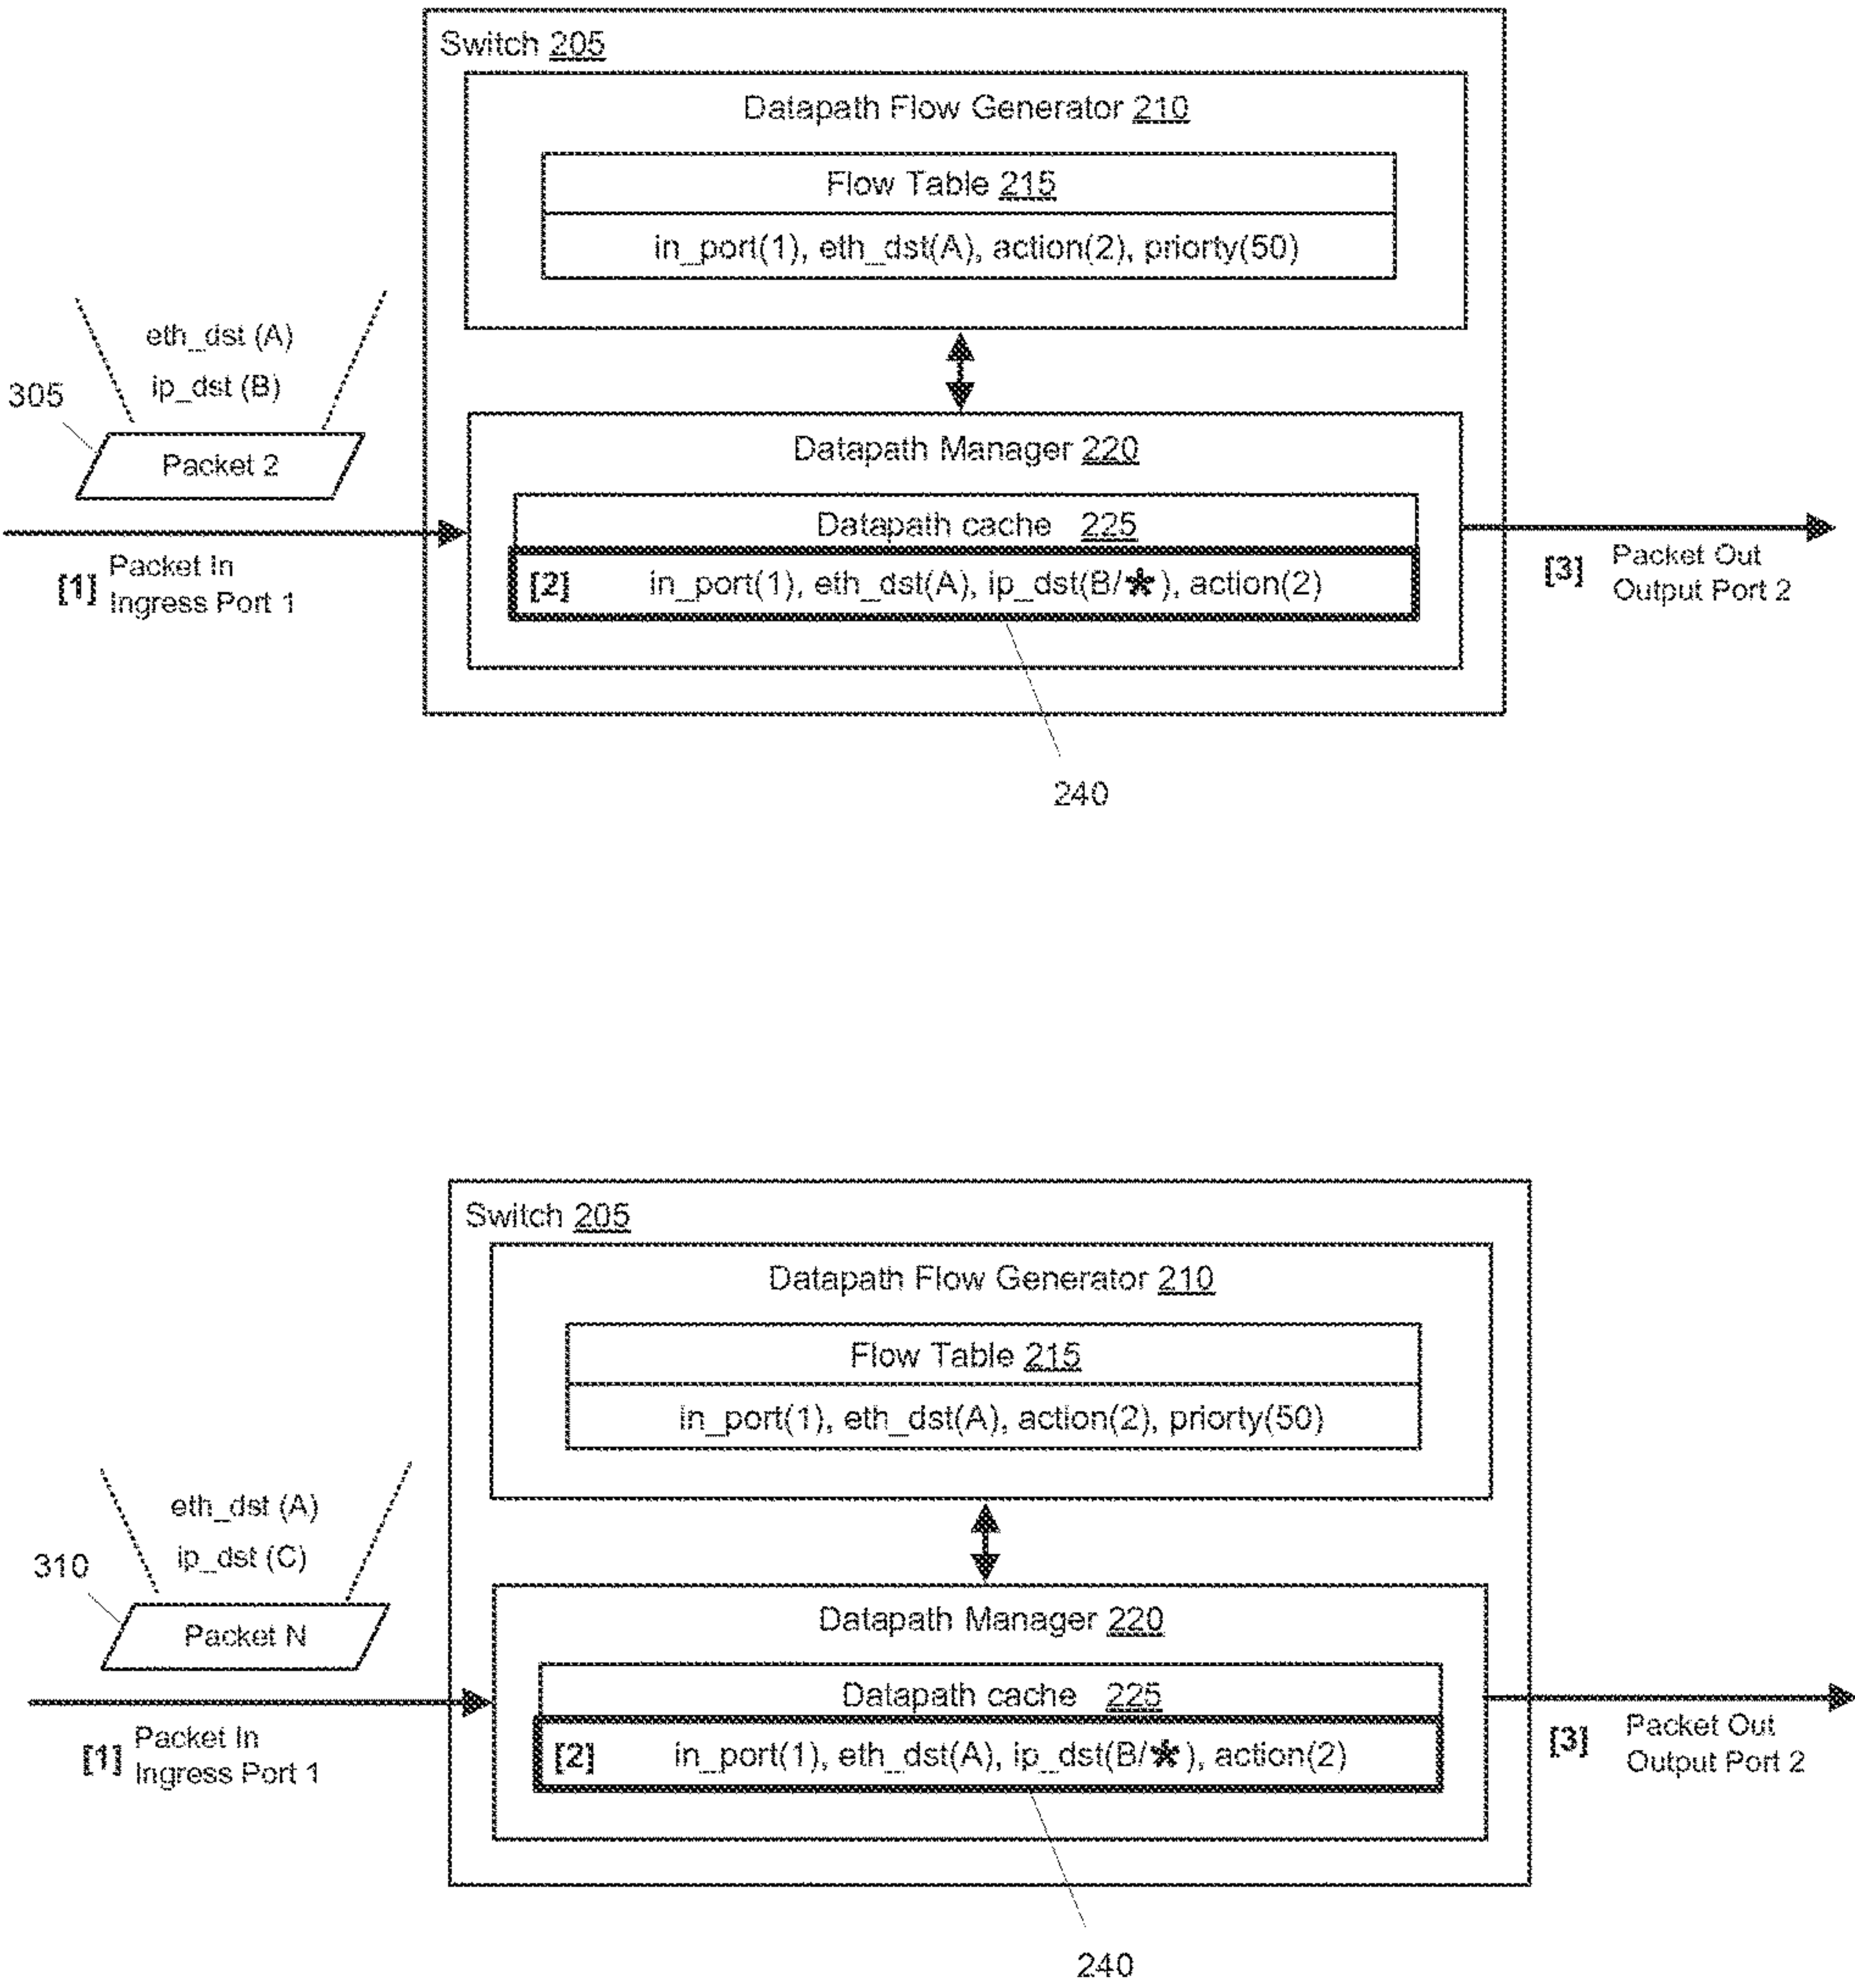 Switch 205
Datapath Flow Generator 210
Flow Table 215
in_port(1), eth_dst(A), action(2), priorty(50)
eth_dst (A)
ip_dst (B)
305
Packet 2
Datapath Manager 220
Datapath cache 225
[2] in_port(1), eth_dst(A), ip_dst(B/*), action(2)
[1] Packet In
Ingress Port 1
[3] Packet Out
Output Port 2
240
Switch 205
Datapath Flow Generator 210
Flow Table 215
in_port(1), eth_dst(A), action(2), priorty(50)
eth_dst (A)
ip_dst (C)
310
Packet N
Datapath Manager 220
Datapath cache 225
[2] in_port(1), eth_dst(A), ip_dst(B/*), action(2)
[1] Packet In
Ingress Port 1
[3] Packet Out
Output Port 2
240